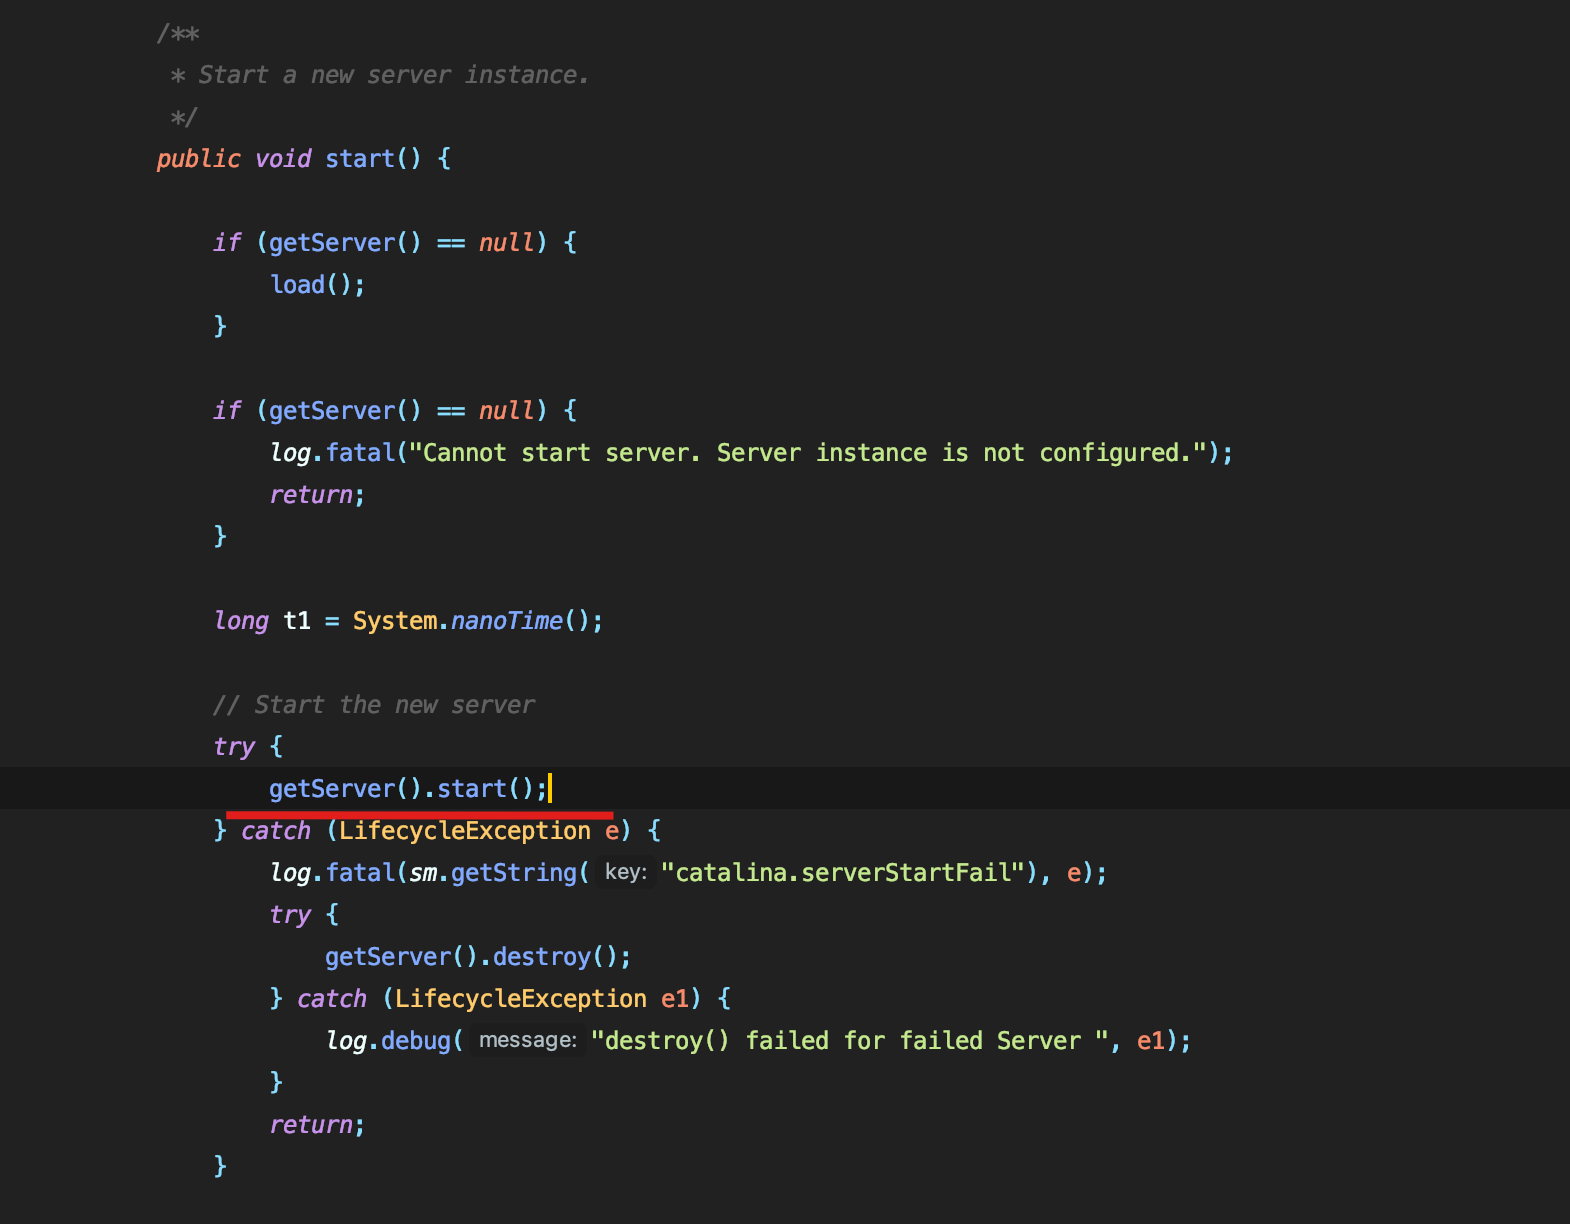 /**
 * Start a new server instance.
 */
public void start() {
if (getServer() == null) {
load();
}
if (getServer() == null) {
log.fatal("Cannot start server. Server instance is not configured.");
return;
}
long t1 = System.nanoTime();
// Start the new server
try {
getServer().start();
} catch (LifecycleException e) {
log.fatal(sm.getString( key: "catalina.serverStartFail"), e);
try {
getServer().destroy();
} catch (LifecycleException e1) {
log.debug( message: "destroy() failed for failed Server ", e1);
}
return;
}